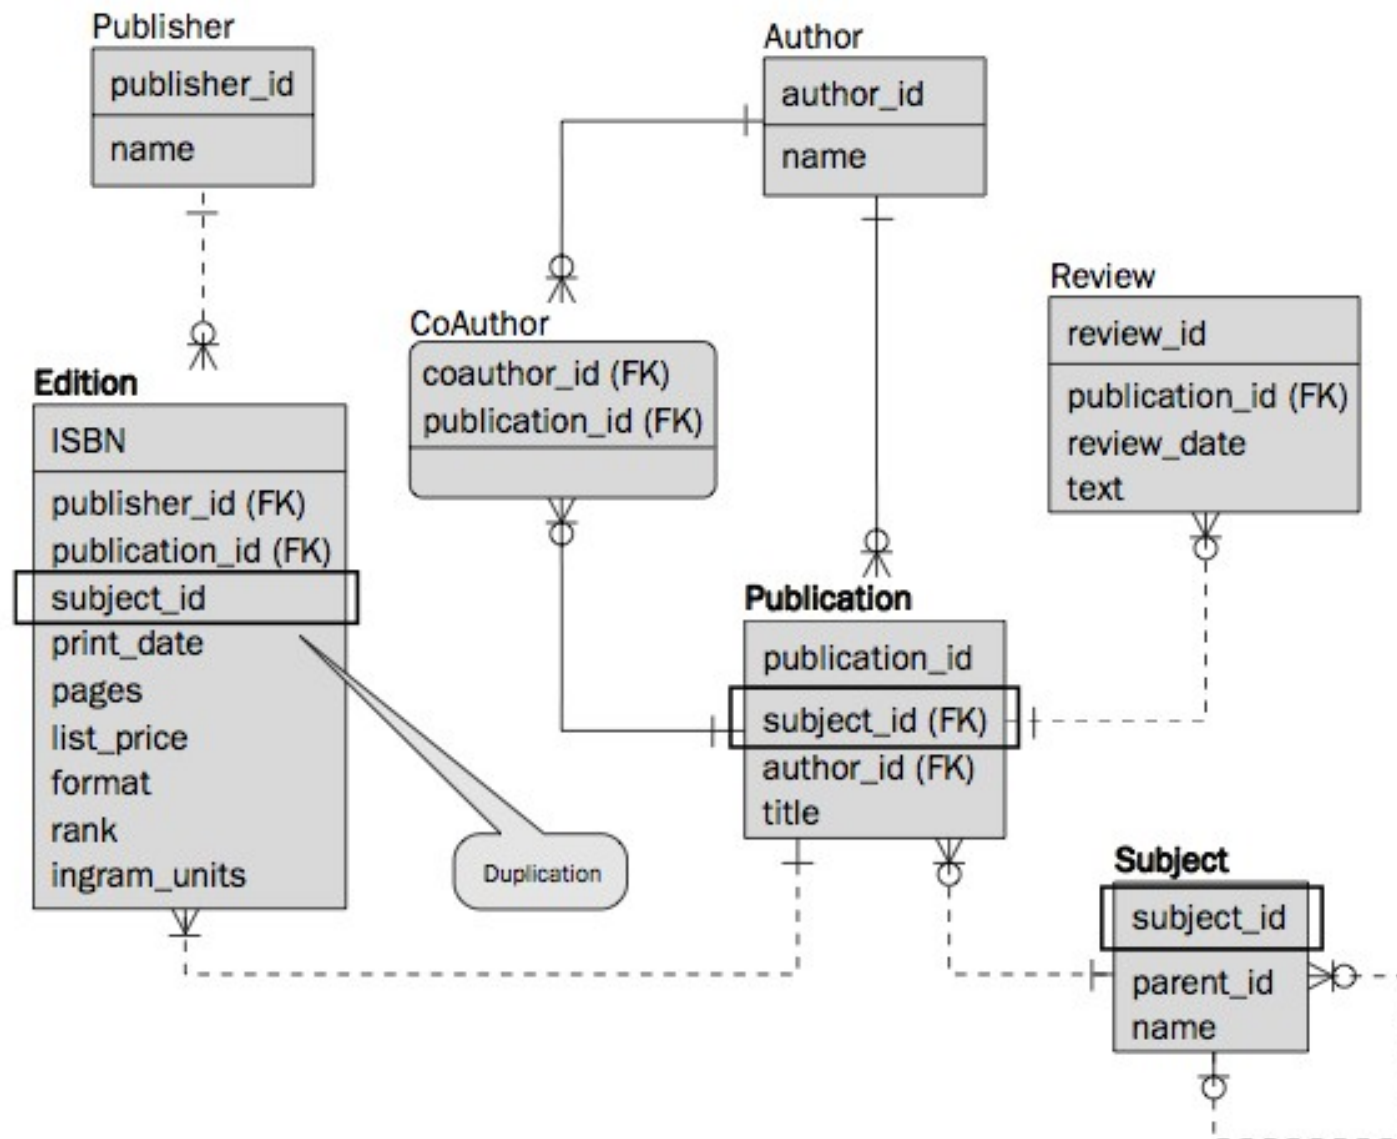 Publisher
publisher_id
name
Author
author_id
name
Review
review_id
publication_id (FK)
review_date
text
CoAuthor
coauthor_id (FK)
publication_id (FK)
Edition
ISBN
publisher_id (FK)
publication_id (FK)
subject_id
print_date
pages
list_price
format
rank
ingram_units
Duplication
Publication
publication_id
subject_id (FK)
author_id (FK)
title
Subject
subject_id
parent_id
name